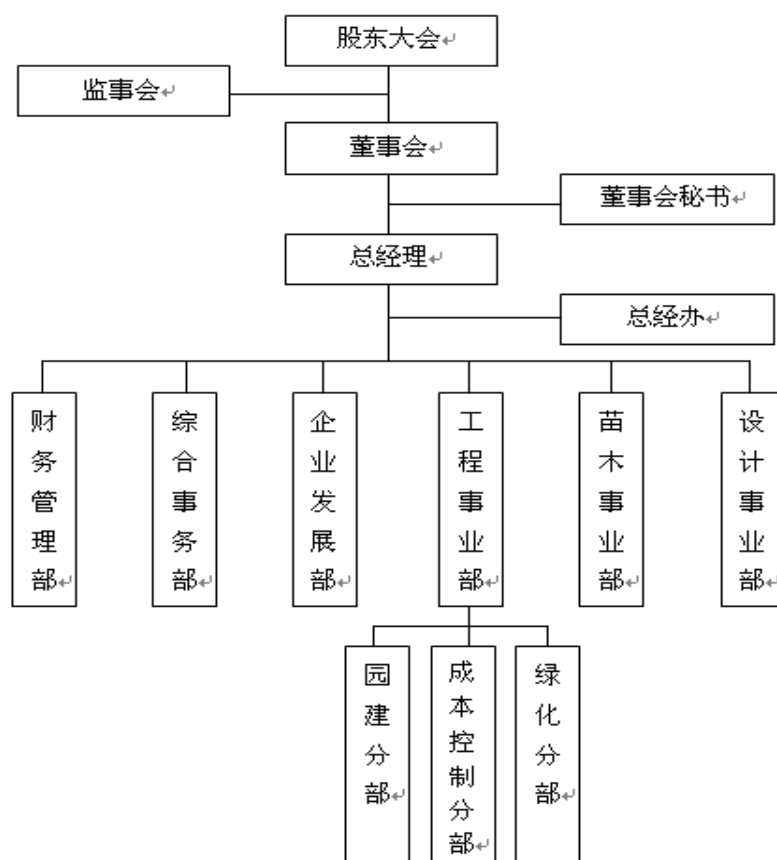 股东大会
监事会
董事会
董事会秘书
总经理
总经办
财务管理部
综合事务部
企业发展部
工程事业部
苗木事业部
设计事业部
园建分部
成本控制分部
绿化分部